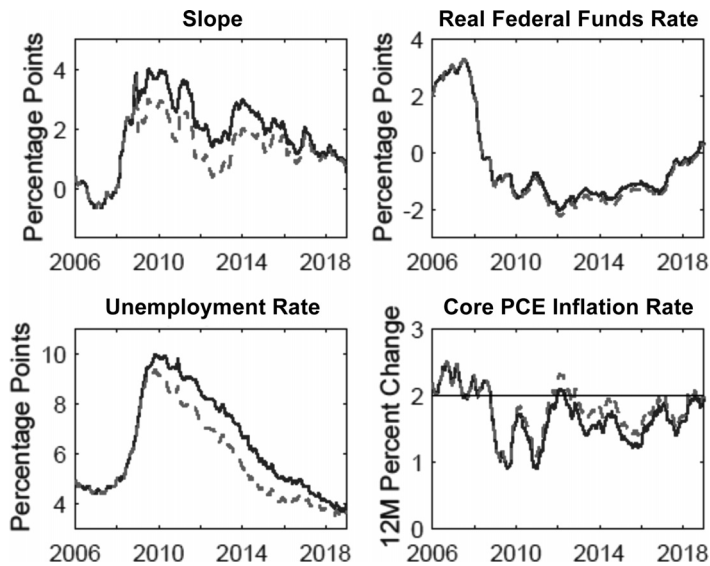 Slope
Percentage Points
4
2
0
2006 2010 2014 2018
Real Federal Funds Rate
Percentage Points
4
2
0
-2
2006 2010 2014 2018
Unemployment Rate
Percentage Points
10
8
6
4
2006 2010 2014 2018
Core PCE Inflation Rate
12M Percent Change
3
2
1
0
2006 2010 2014 2018